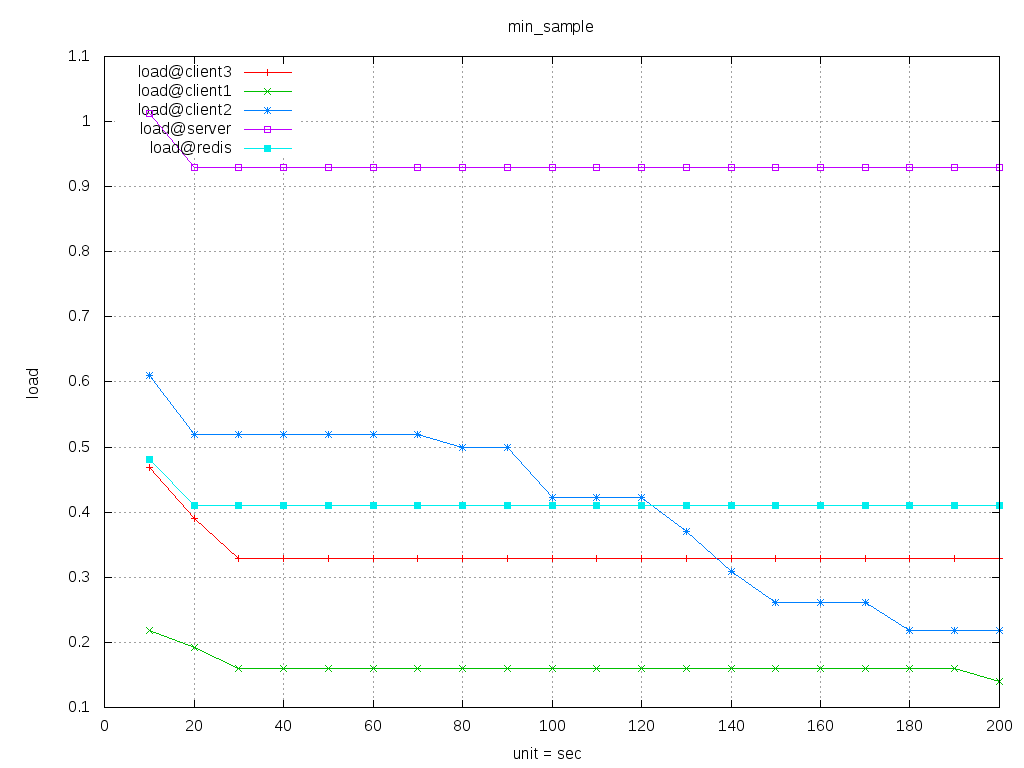 min_sample
1.1
1
0.9
0.8
0.7
0.6
0.5
0.4
0.3
0.2
0.1
load
load@client3
load@client1
load@client2
load@server
load@redis
0 20 40 60 80 100 120 140 160 180 200
unit = sec